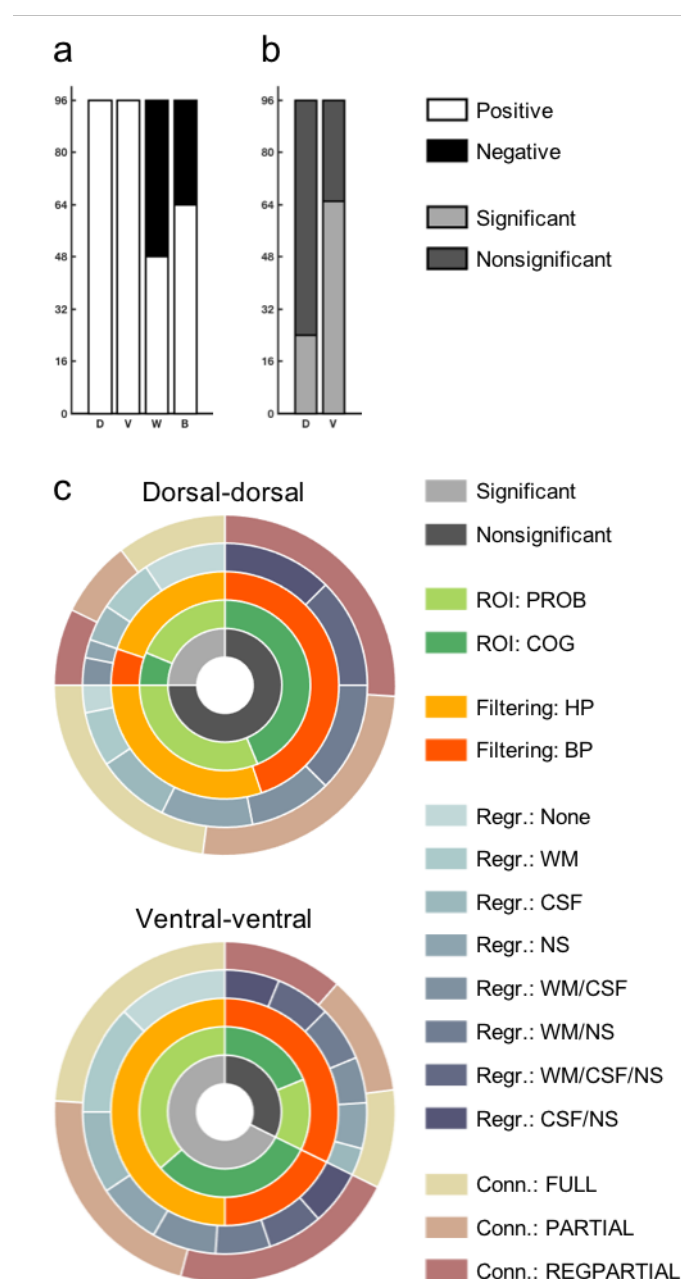 a
96
80
64
48
32
16
0
D V W B
b
96
80
64
48
32
16
0
D V
Positive
Negative
Significant
Nonsignificant
c
Dorsal-dorsal
Ventral-ventral
Significant
Nonsignificant
ROI: PROB
ROI: COG
Filtering: HP
Filtering: BP
Regr.: None
Regr.: WM
Regr.: CSF
Regr.: NS
Regr.: WM/CSF
Regr.: WM/NS
Regr.: WM/CSF/NS
Regr.: CSF/NS
Conn.: FULL
Conn.: PARTIAL
Conn.: REGPARTIAL